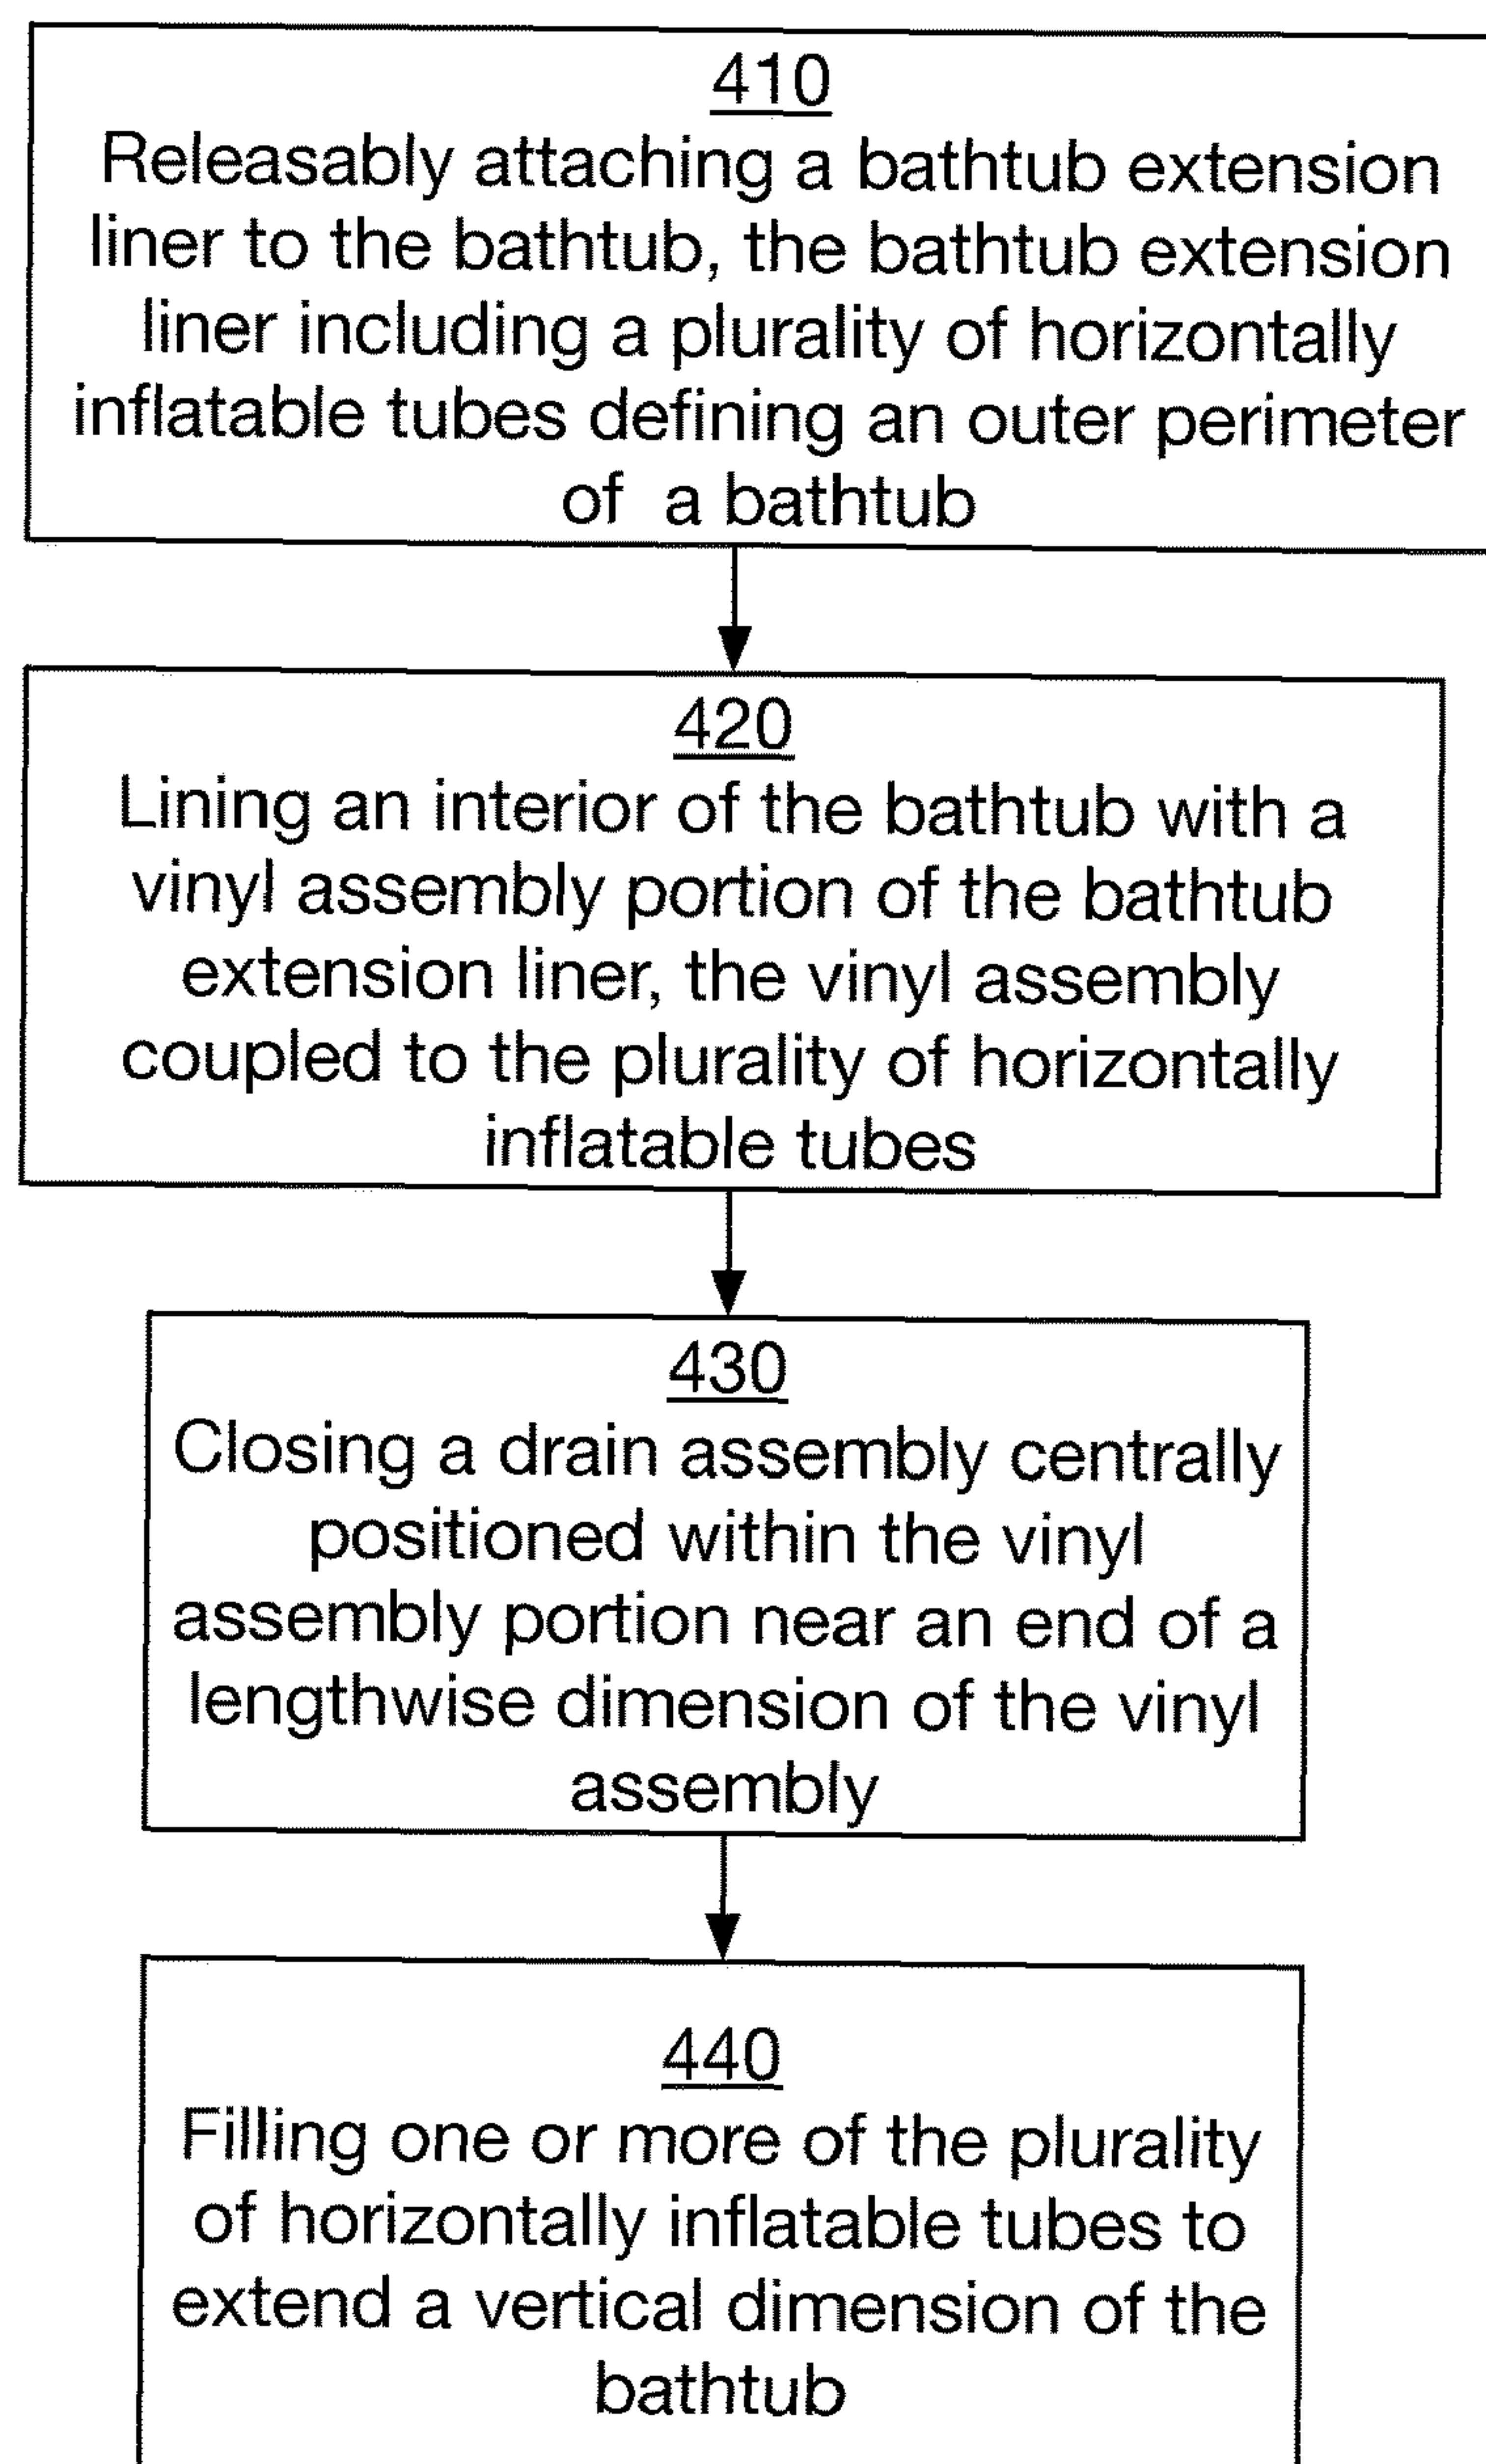 410
Releasably attaching a bathtub extension
liner to the bathtub, the bathtub extension
liner including a plurality of horizontally
inflatable tubes defining an outer perimeter
of a bathtub
420
Lining an interior of the bathtub with a
vinyl assembly portion of the bathtub
extension liner, the vinyl assembly
coupled to the plurality of horizontally
inflatable tubes
430
Closing a drain assembly centrally
positioned within the vinyl
assembly portion near an end of a
lengthwise dimension of the vinyl
assembly
440
Filling one or more of the plurality
of horizontally inflatable tubes to
extend a vertical dimension of the
bathtub